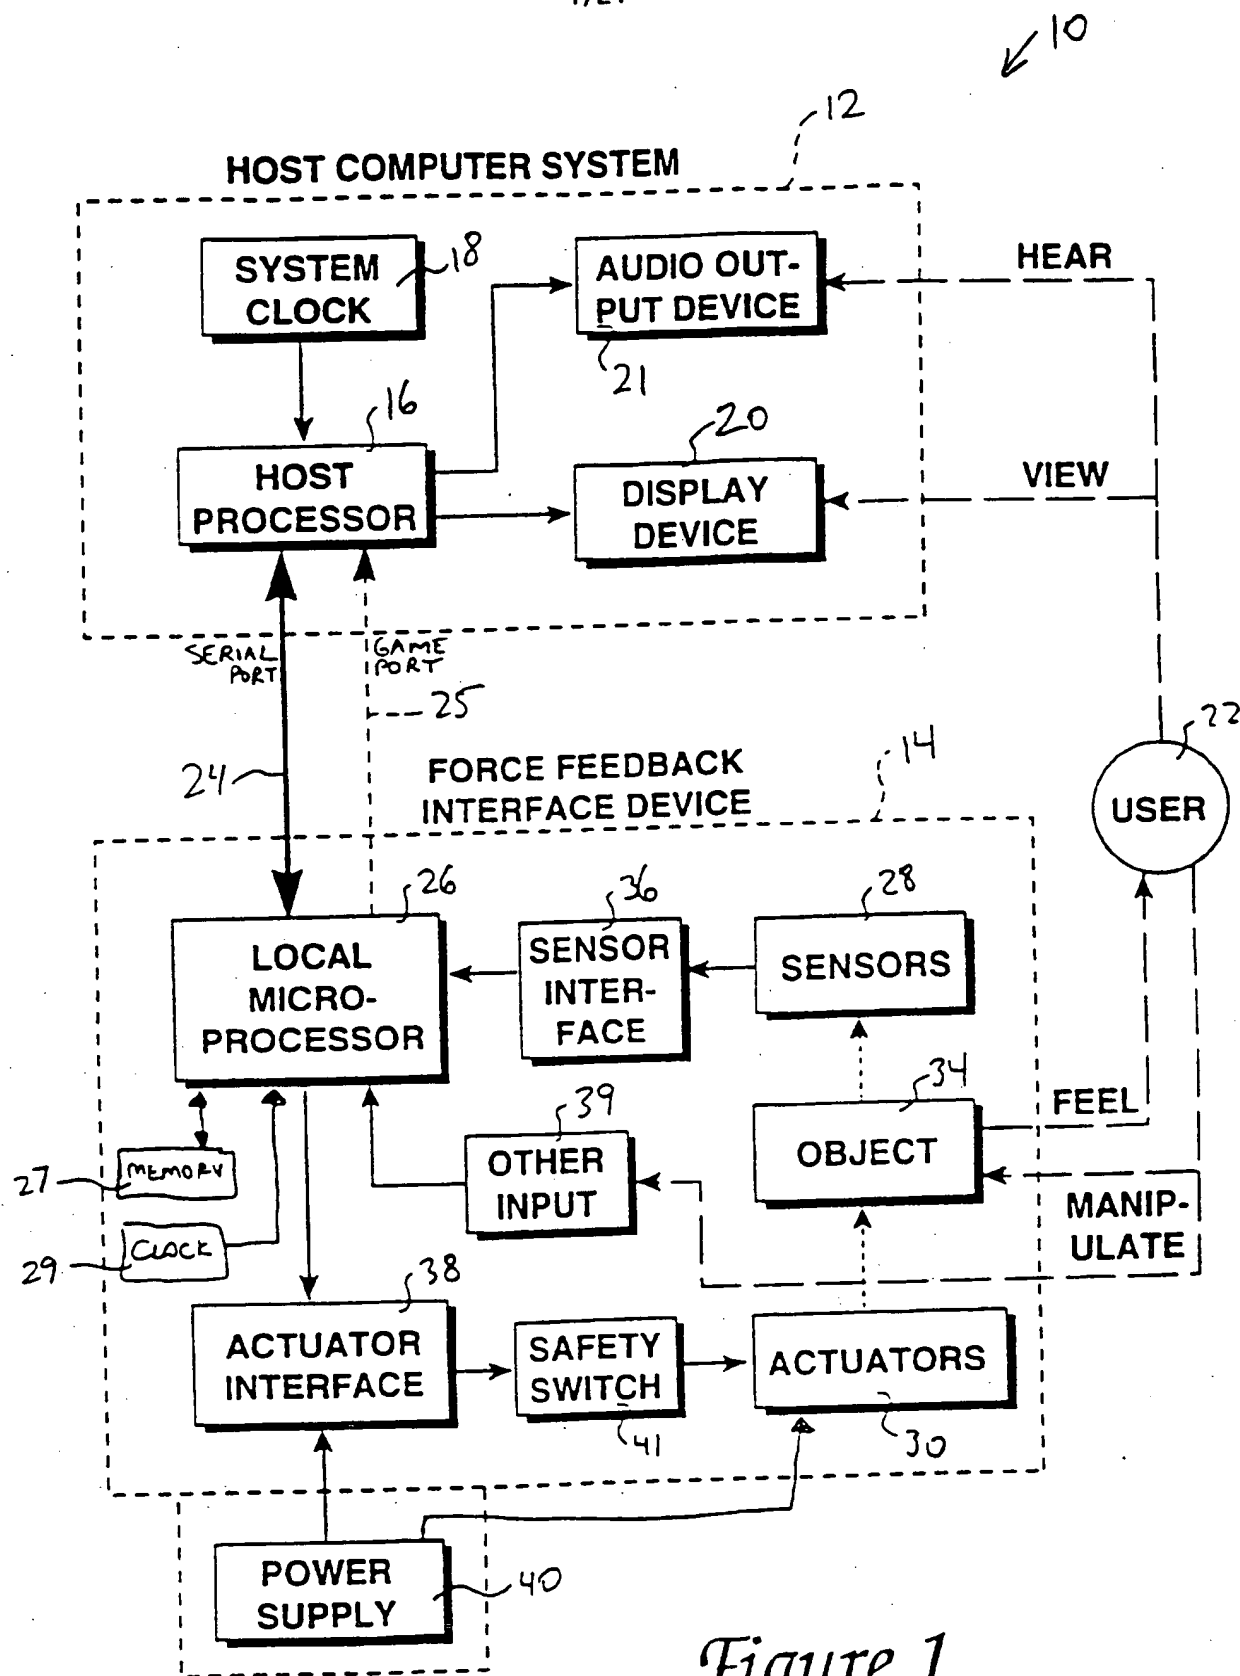 10
12
HOST COMPUTER SYSTEM
SYSTEM
CLOCK
18
AUDIO OUT-
PUT DEVICE
21
HEAR
16
HOST
PROCESSOR
20
DISPLAY
DEVICE
VIEW
SERIAL
PORT
GAME
PORT
25
24
22
USER
14
FORCE FEEDBACK
INTERFACE DEVICE
26
LOCAL
MICRO-
PROCESSOR
36
SENSOR
INTER-
FACE
28
SENSORS
34
OBJECT
FEEL
39
OTHER
INPUT
MANIP-
ULATE
27
MEMORY
29
CLOCK
38
ACTUATOR
INTERFACE
SAFETY
SWITCH
41
ACTUATORS
30
POWER
SUPPLY
40
Figure 1